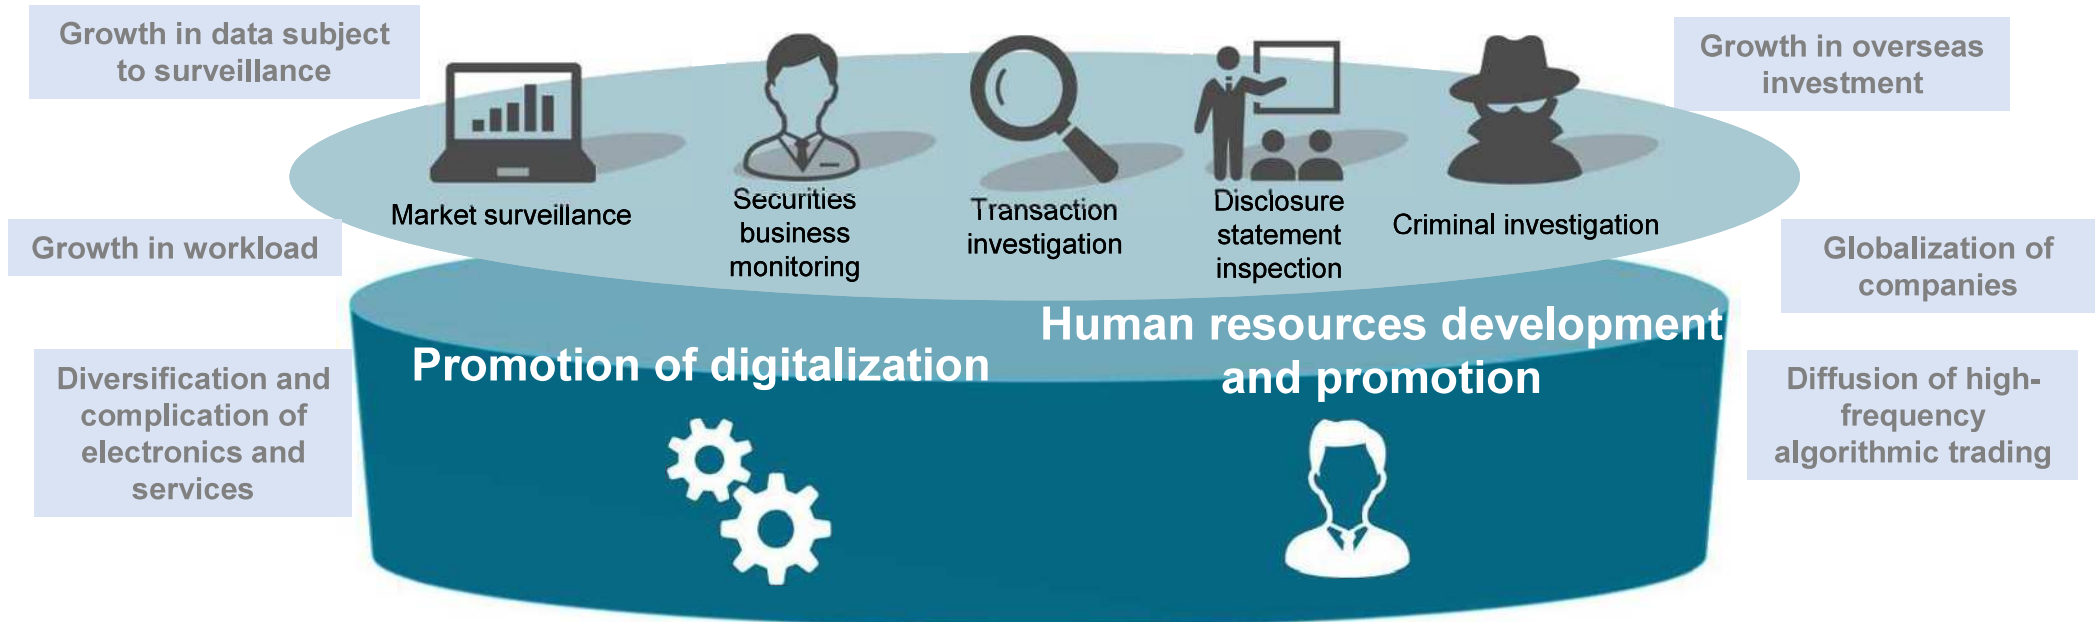 Growth in data subject
to surveillance
Growth in overseas
investment
Market surveillance
Securities
business
monitoring
Transaction
investigation
Disclosure
statement
inspection
Criminal investigation
Growth in workload
Globalization of
companies
Promotion of digitalization
Human resources development
and promotion
Diversification and
complication of
electronics and
services
Diffusion of high-
frequency
algorithmic trading